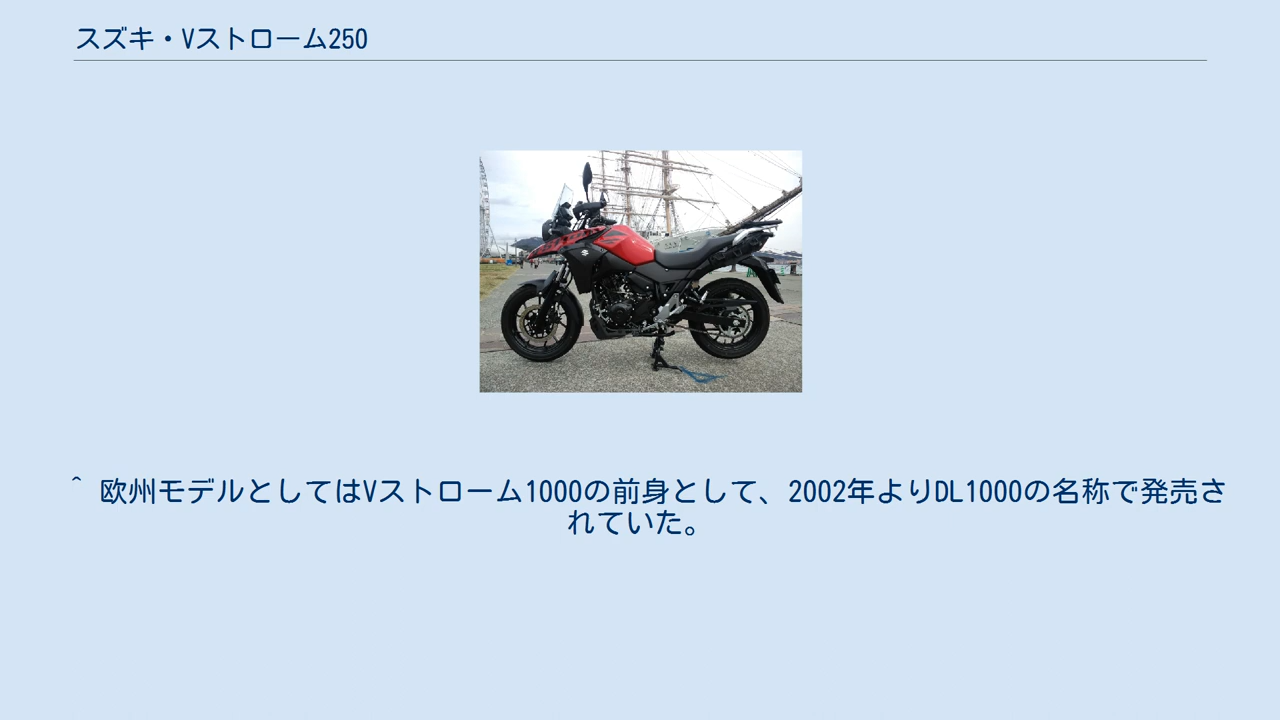 スズキ・Vストローム250
^ 欧州モデルとしてはVストローム1000の前身として、2002年よりDL1000の名称で発売さ
れていた。